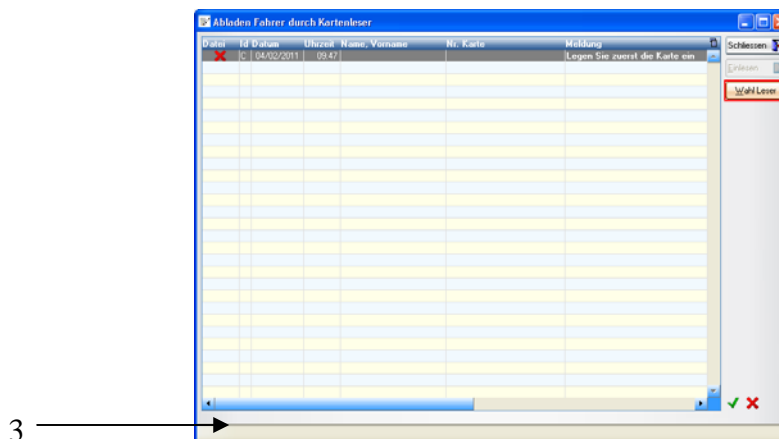 Abladen Fahrer durch Kartenleser
Datei Id Datum Uhrzeit Name, Vorname Nr. Karte Meldung
C 04/02/2011 09:47 Legen Sie zuerst die Karte ein
Schliessen
Einlesen
Wahl Leser
3